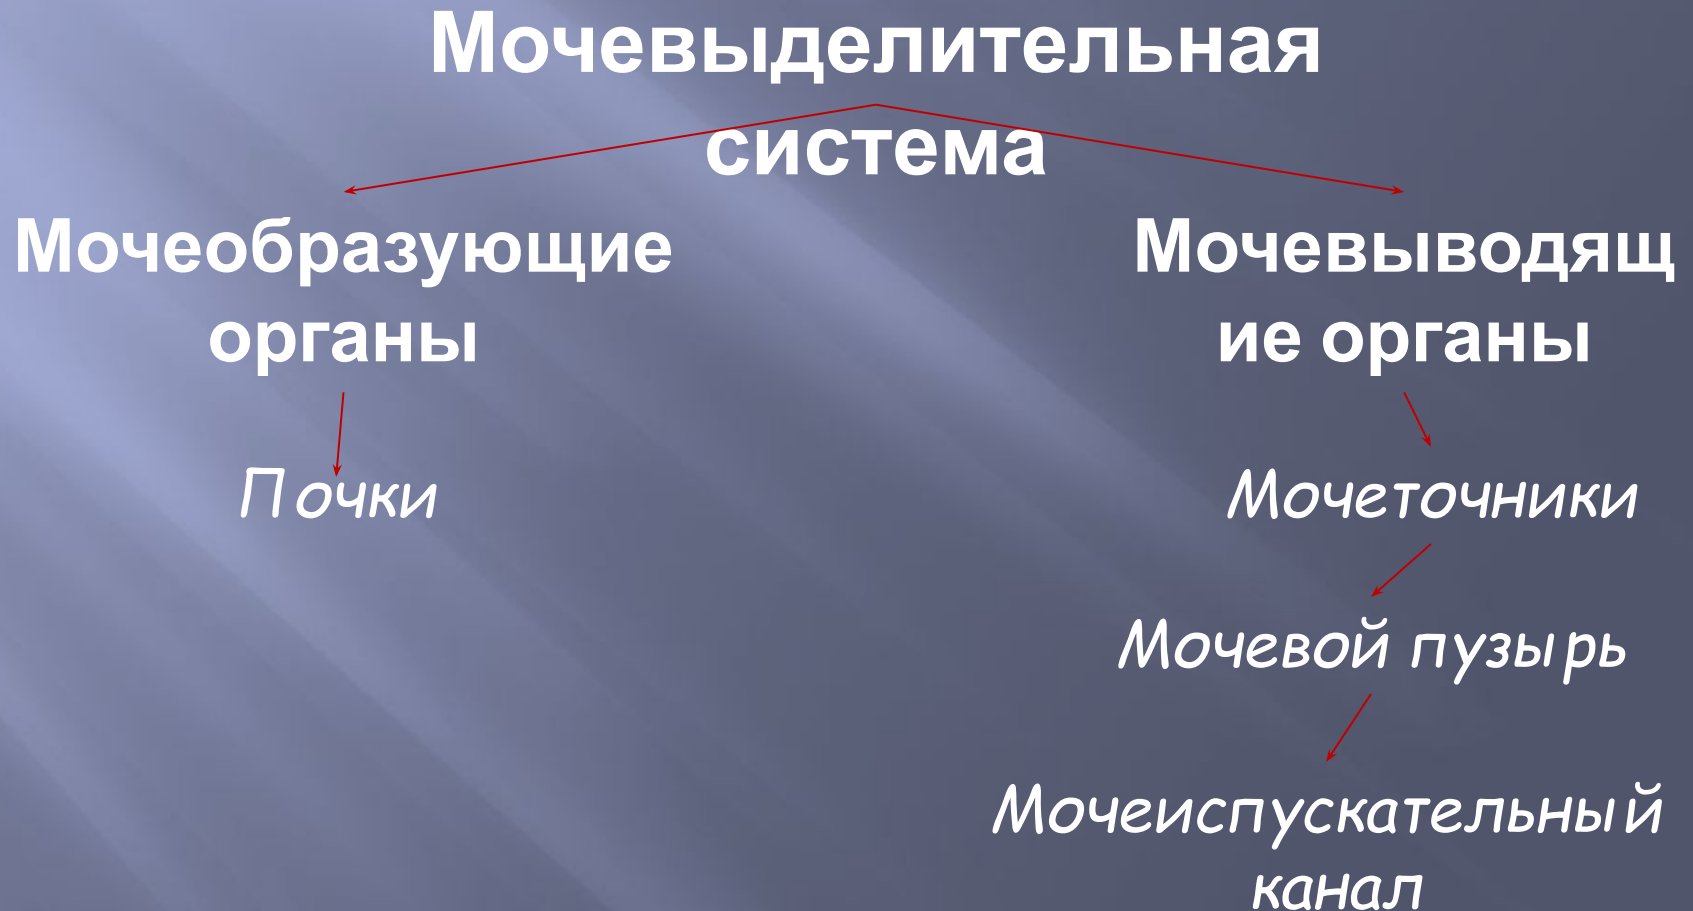 Мочевыделительная
система
Мочеобразующие
органы
Мочевыводящ
ие органы
Почки
Мочеточники
Мочевой пузырь
Мочеиспускательный
канал